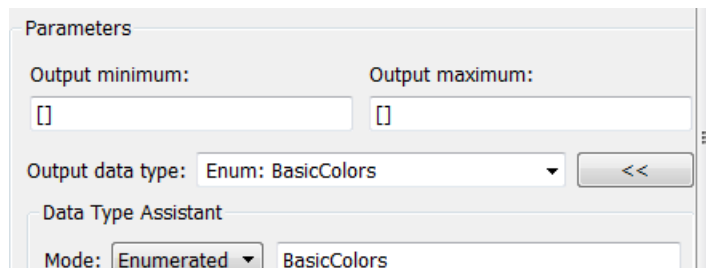 Parameters
Output minimum: Output maximum:
[] []
Output data type: Enum: BasicColors <<
Data Type Assistant
Mode: Enumerated BasicColors